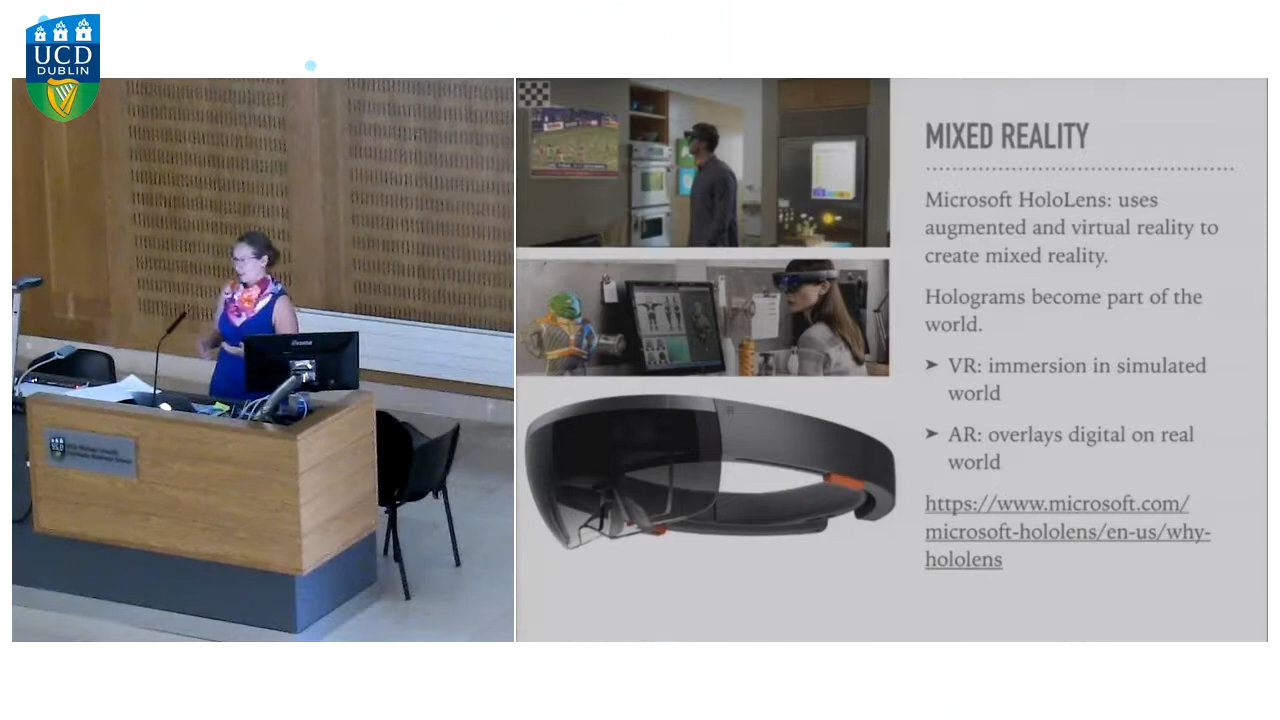 UCD
DUBLIN
MIXED REALITY
Microsoft HoloLens: uses
augmented and virtual reality to
create mixed reality.
Holograms become part of the
world.
➤ VR: immersion in simulated
world
➤ AR: overlays digital on real
world
https://www.microsoft.com/
microsoft-hololens/en-us/why-
hololens